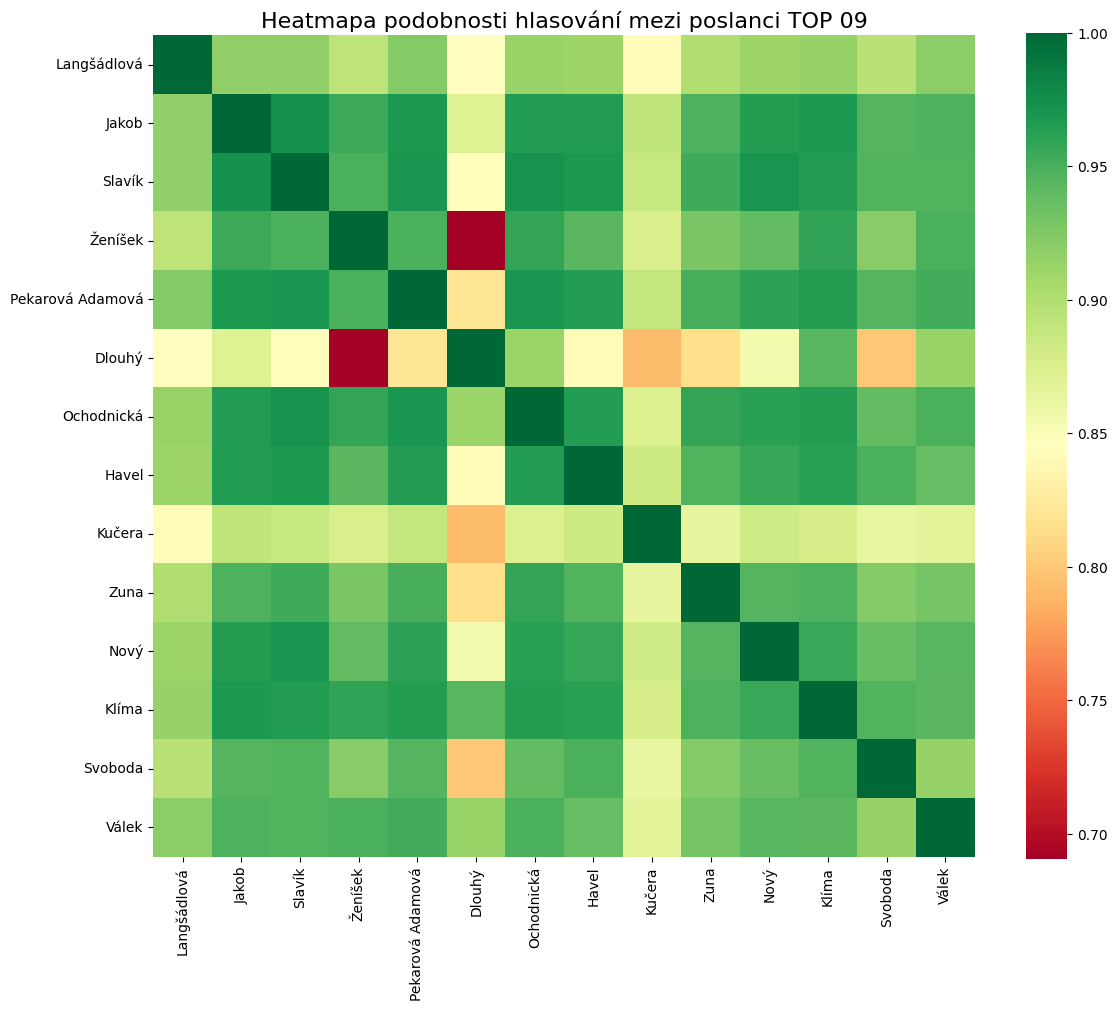 Heatmapa podobnosti hlasování mezi poslanci TOP 09
Langšádlová
Jakob
Slavík
Ženíšek
Pekarová Adamová
Dlouhý
Ochodnická
Havel
Kučera
Zuna
Nový
Klíma
Svoboda
Válek
Langšádlová
Jakob
Slavík
Ženíšek
Pekarová Adamová
Dlouhý
Ochodnická
Havel
Kučera
Zuna
Nový
Klíma
Svoboda
Válek
1.00
0.95
0.90
0.85
0.80
0.75
0.70